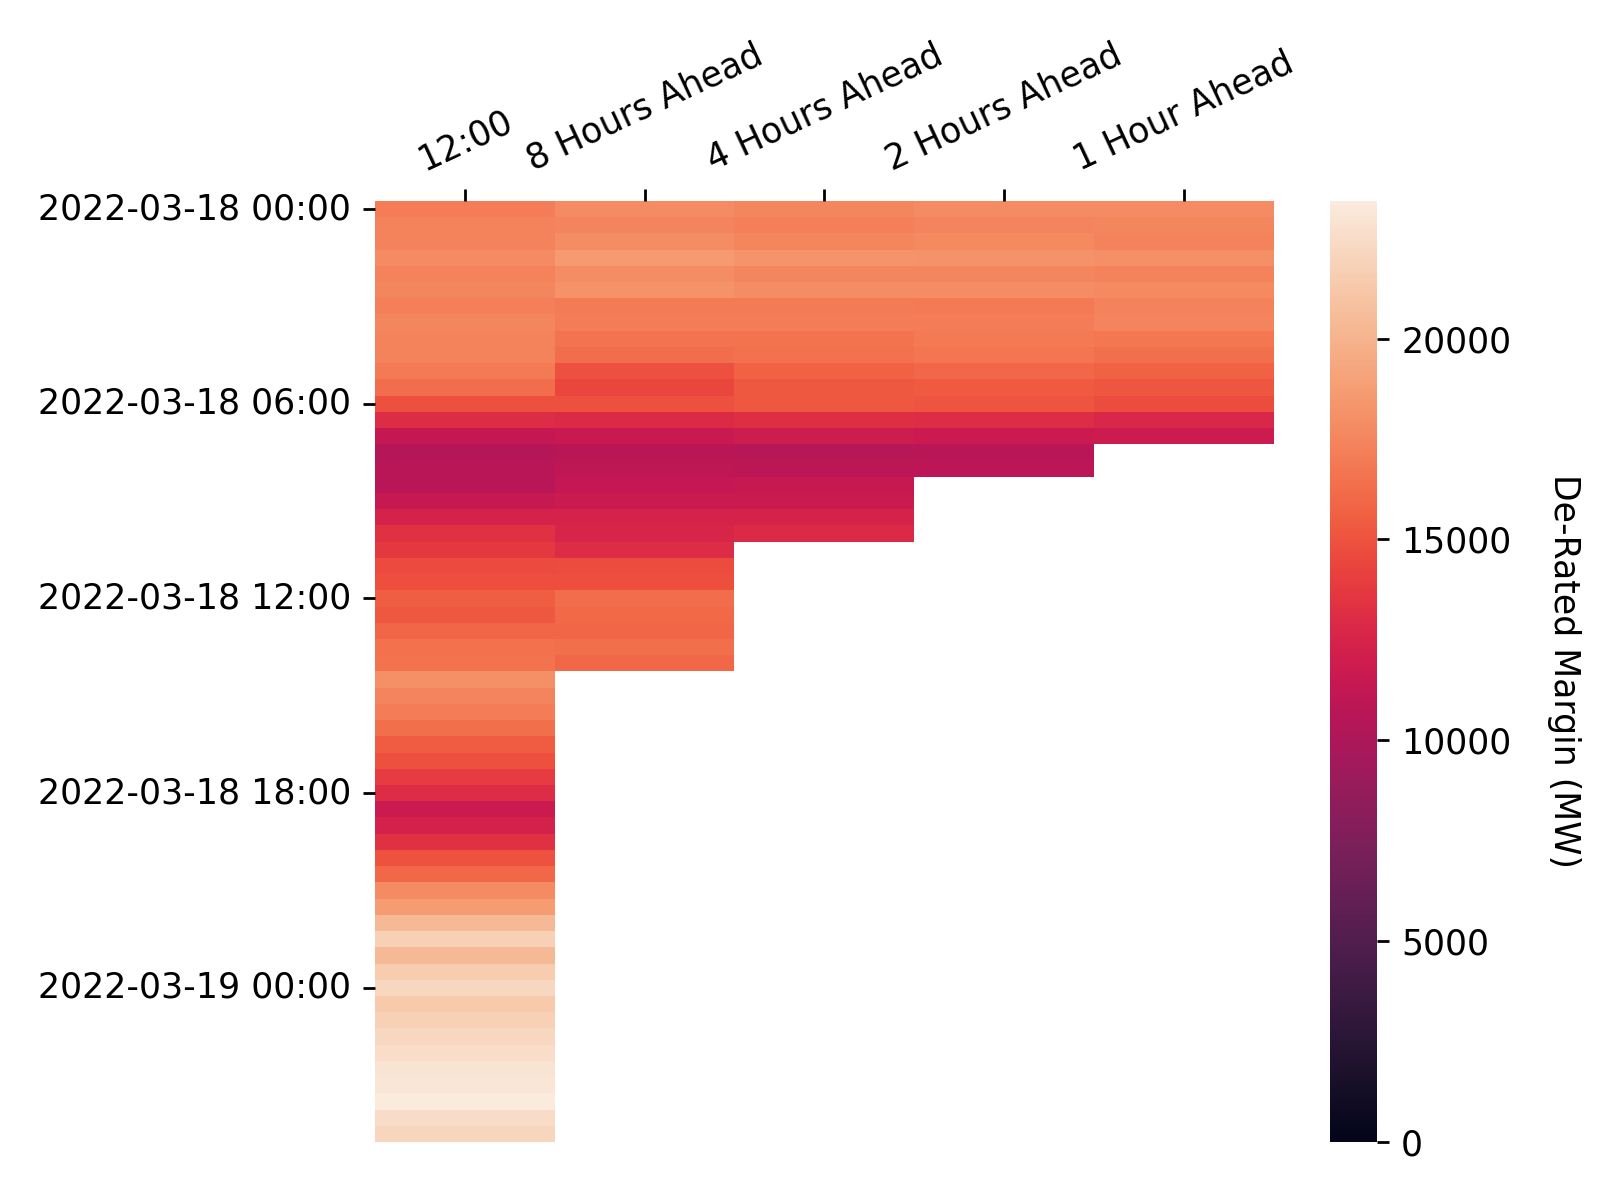 12:00
8 Hours Ahead
4 Hours Ahead
2 Hours Ahead
1 Hour Ahead
2022-03-18 00:00
2022-03-18 06:00
2022-03-18 12:00
2022-03-18 18:00
2022-03-19 00:00
20000
15000
10000
5000
0
De-Rated Margin (MW)